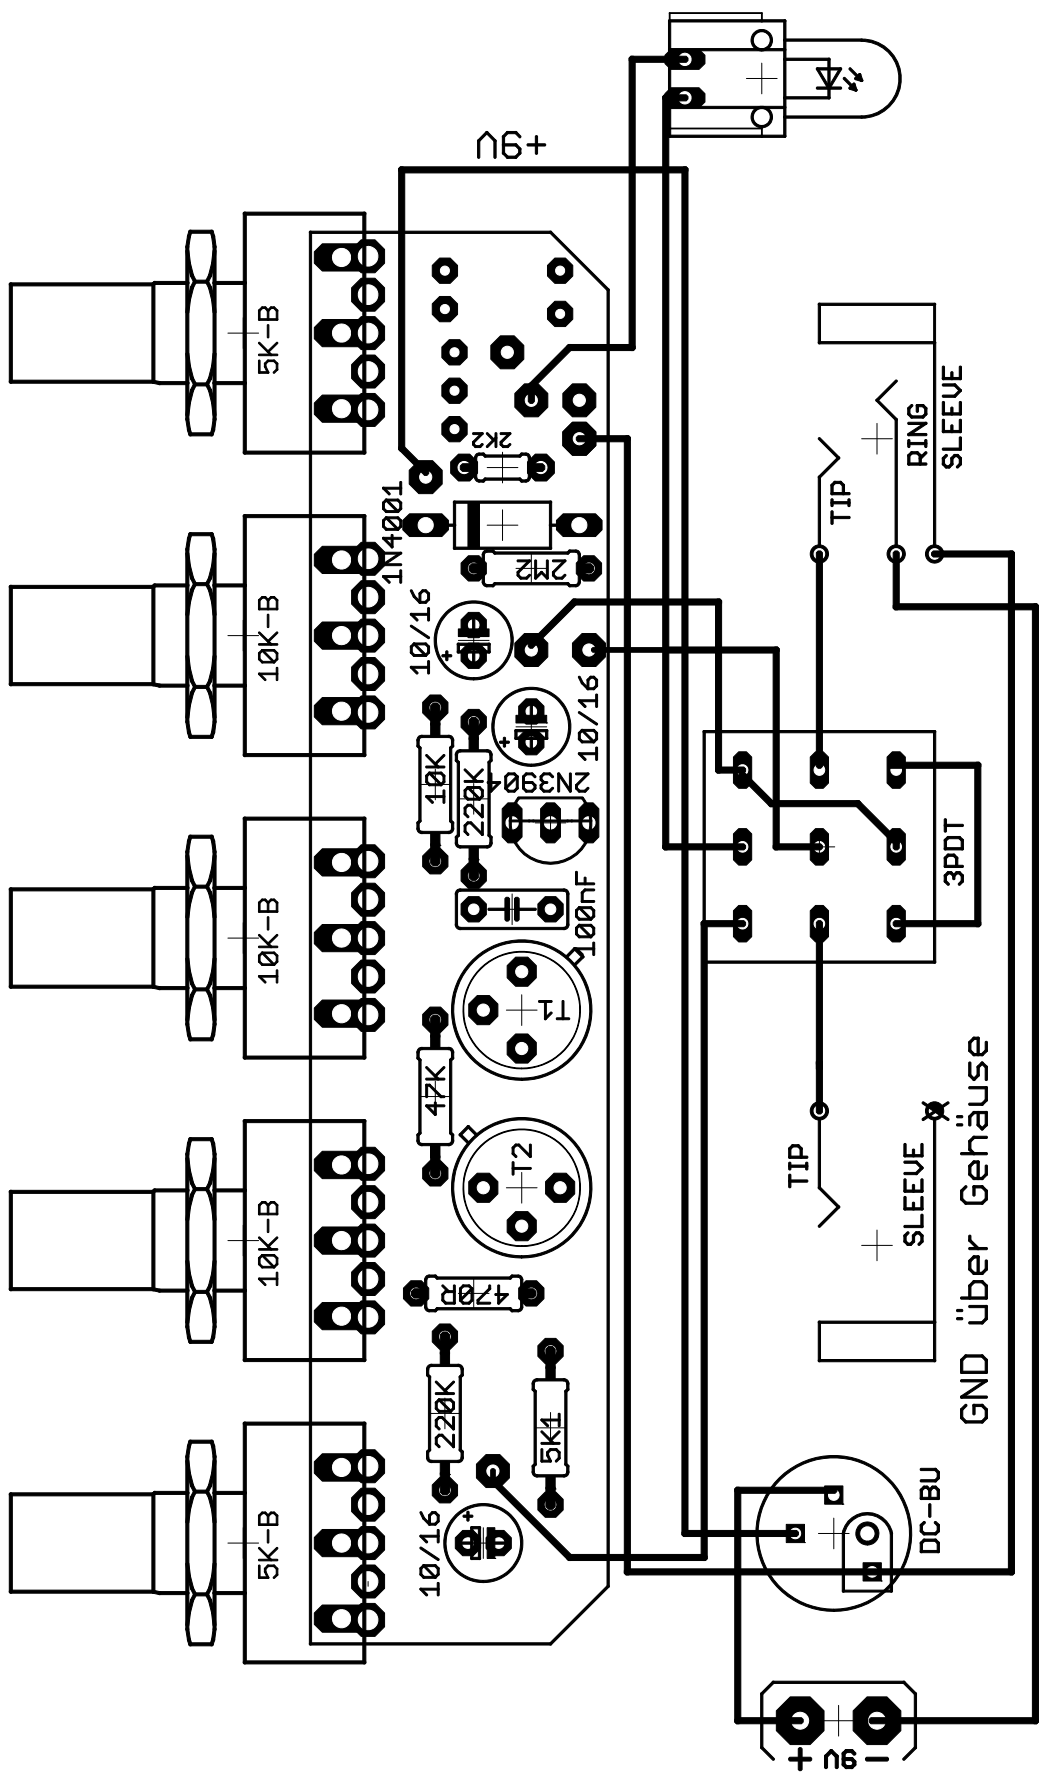 +9V
5K-B
2K2
1N4001
2M2
10K-B
10/16
10/16
10K
220K
2N3904
100nF
10K-B
T1
47K
T2
10K-B
470R
220K
5K1
10/16
5K-B
TIP
RING
SLEEVE
3PDT
TIP
SLEEVE
GND über Gehäuse
DC-BU
+ 9V -